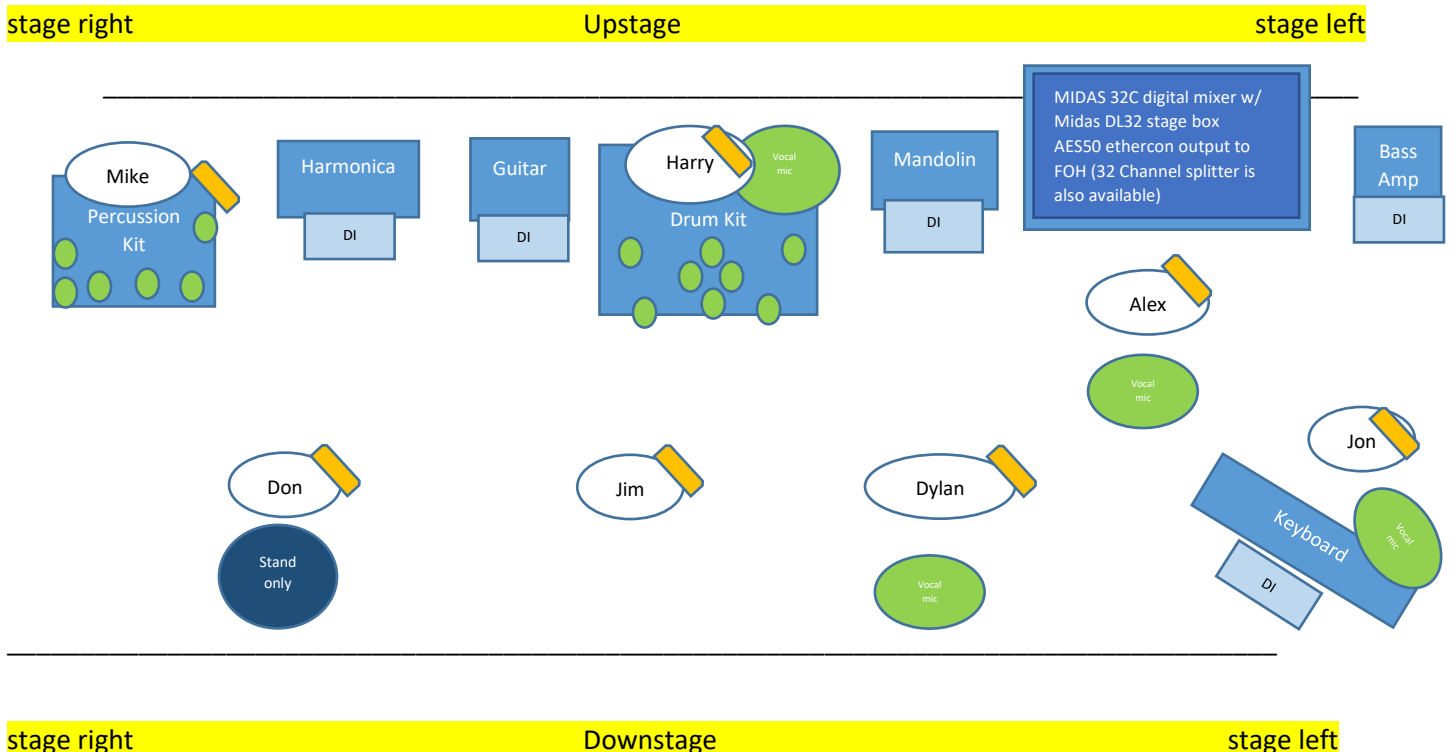 stage right Upstage stage left
MIDAS 32C digital mixer w/
Midas DL32 stage box
AES50 ethercon output to
FOH (32 Channel splitter is
also available)
Mike
Percussion
Kit
Harmonica
DI
Guitar
DI
Harry
Vocal
mic
Drum Kit
Mandolin
DI
Bass
Amp
DI
Alex
Vocal
mic
Don
Stand
only
Jim
Dylan
Vocal
mic
Jon
Keyboard
Vocal
mic
DI
stage right Downstage stage left